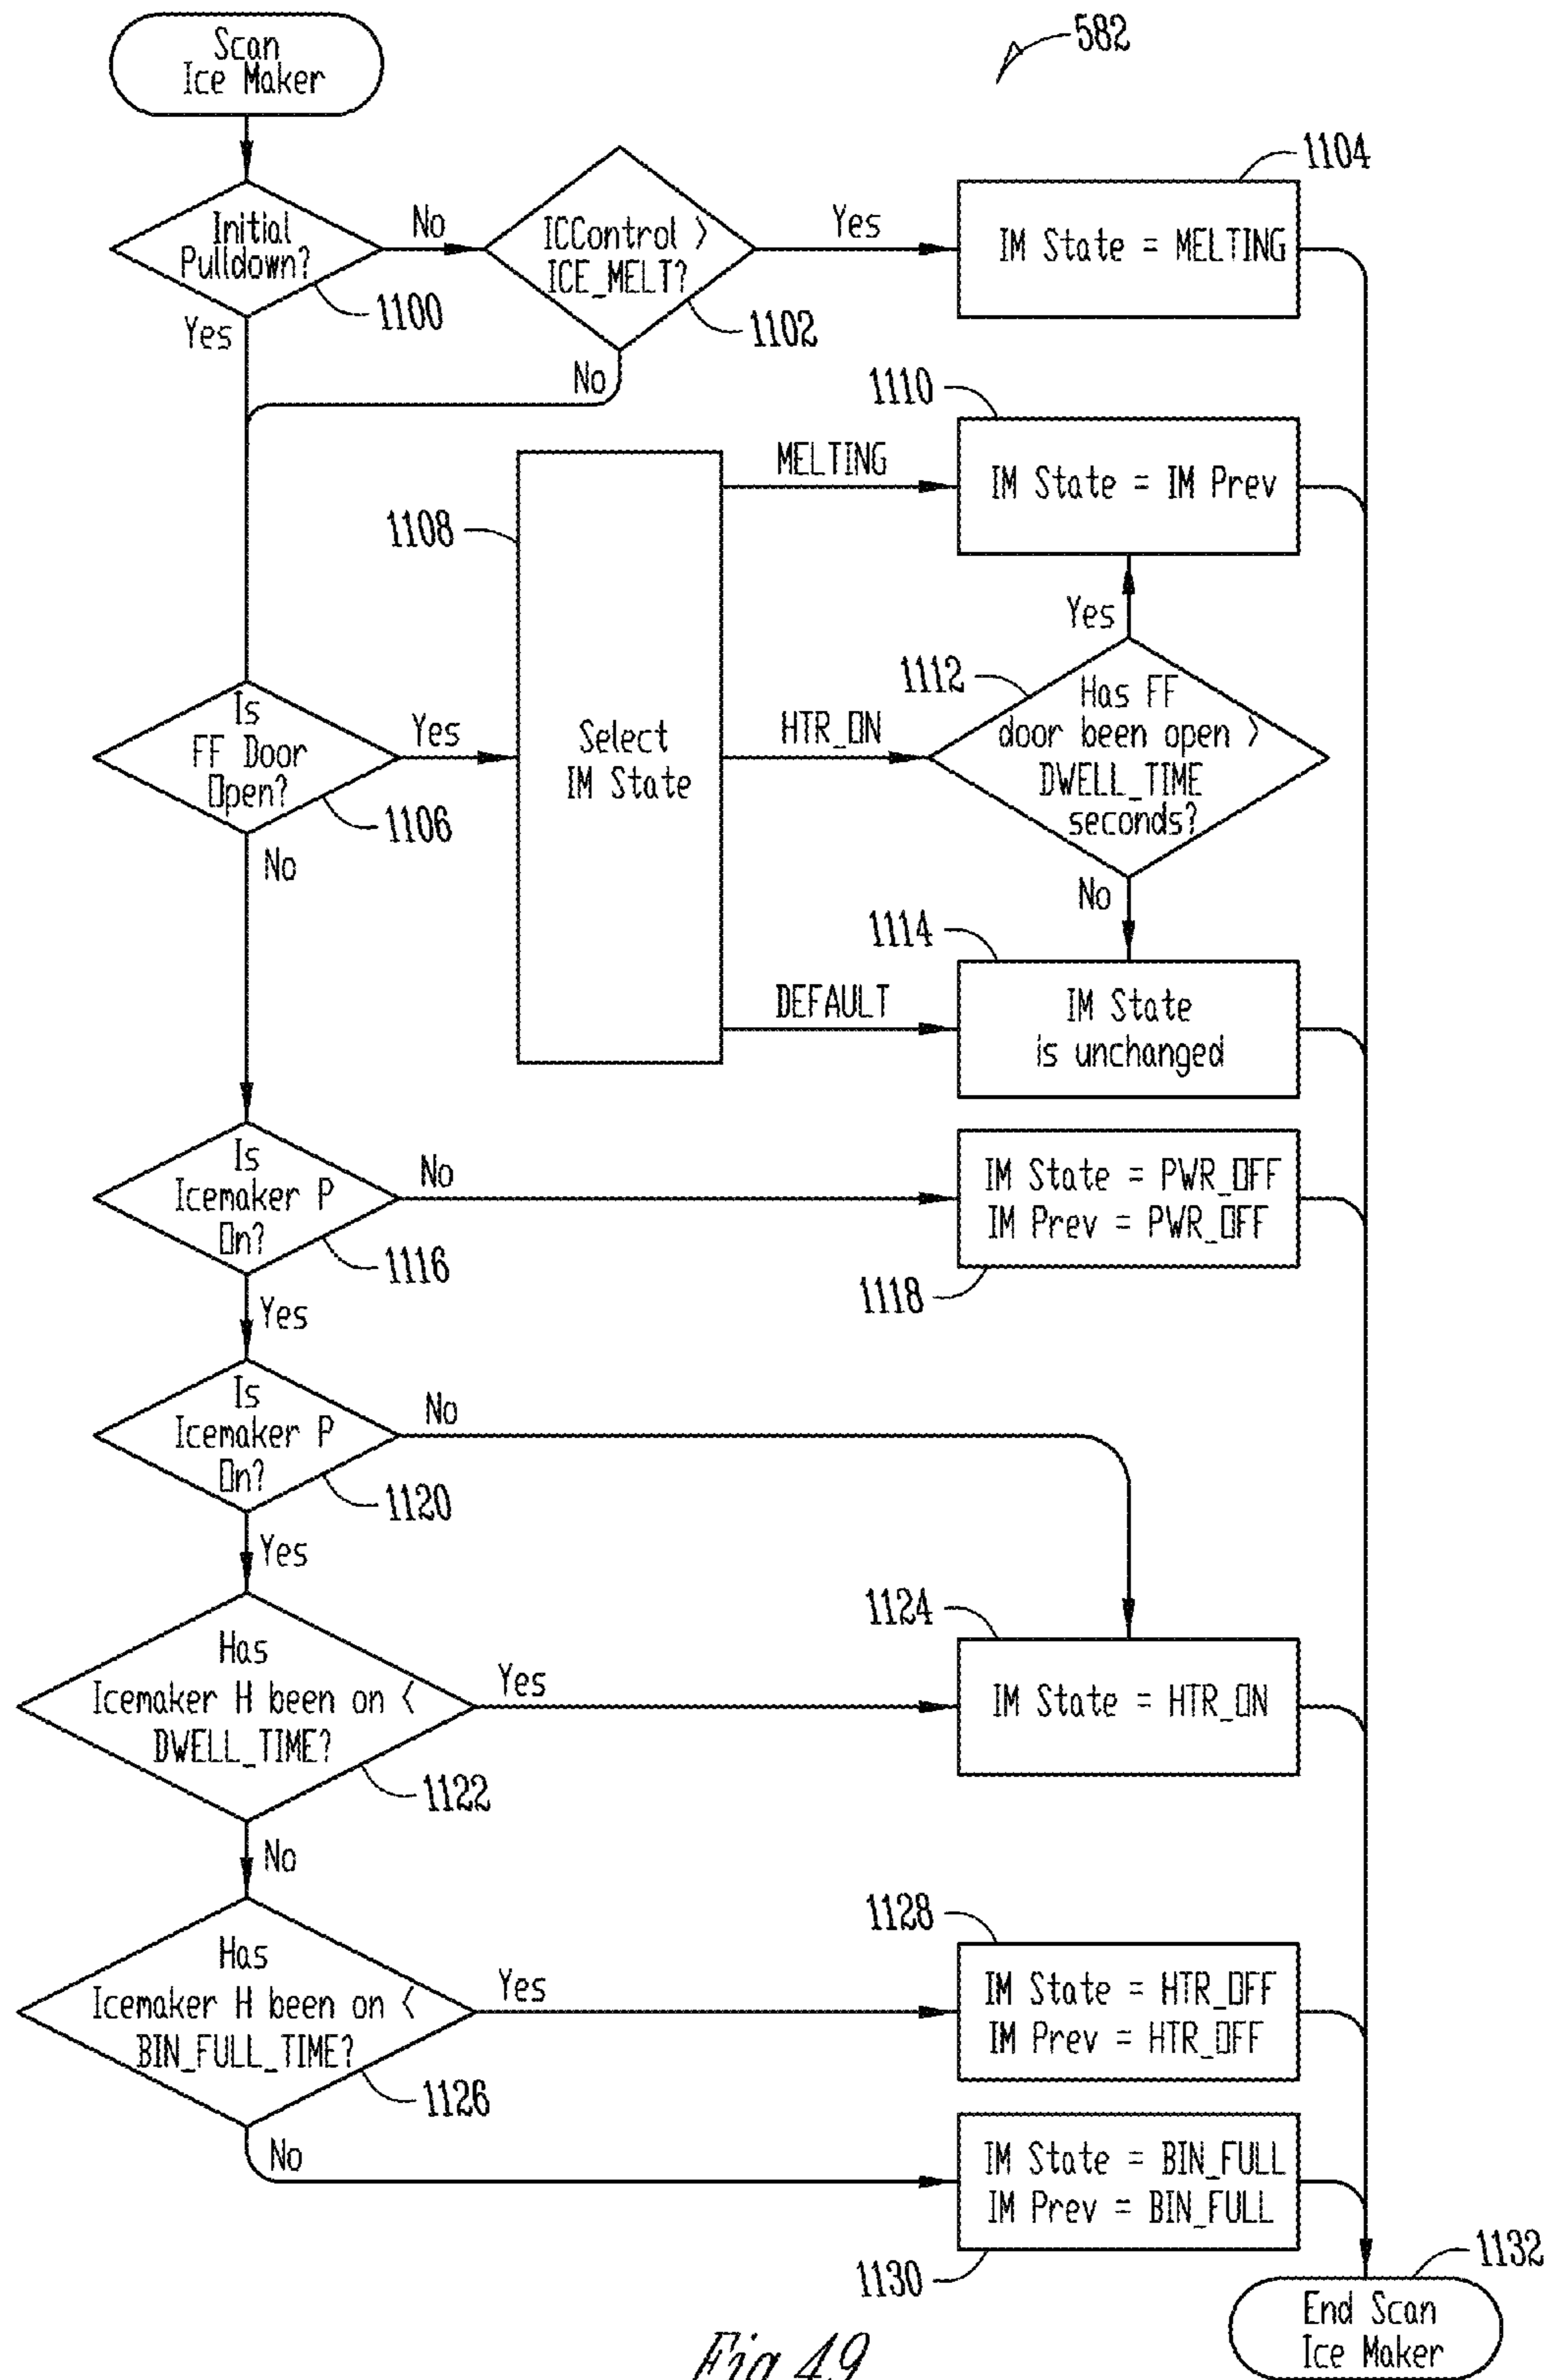 Scan
Ice Maker
582
Initial
Pulldown?
1100
No
Yes
ICControl >
ICE_MELT?
1102
Yes
No
1104
IM State = MELTING
1110
IM State = IM Prev
MELTING
1108
Select
IM State
Yes
1112
Has FF
door been open >
DWELL_TIME
seconds?
HTR_ON
Is
FF Door
Open?
Yes
1106
No
No
1114
IM State
is unchanged
DEFAULT
Is
Icemaker P
On?
No
1116
Yes
IM State = PWR_OFF
IM Prev = PWR_OFF
1118
Is
Icemaker P
On?
No
1120
Yes
Has
Icemaker H been on <
DWELL_TIME?
Yes
1122
No
1124
IM State = HTR_ON
Has
Icemaker H been on <
BIN_FULL_TIME?
Yes
1126
No
1128
IM State = HTR_OFF
IM Prev = HTR_OFF
IM State = BIN_FULL
IM Prev = BIN_FULL
1130
1132
End Scan
Ice Maker
Fig.49